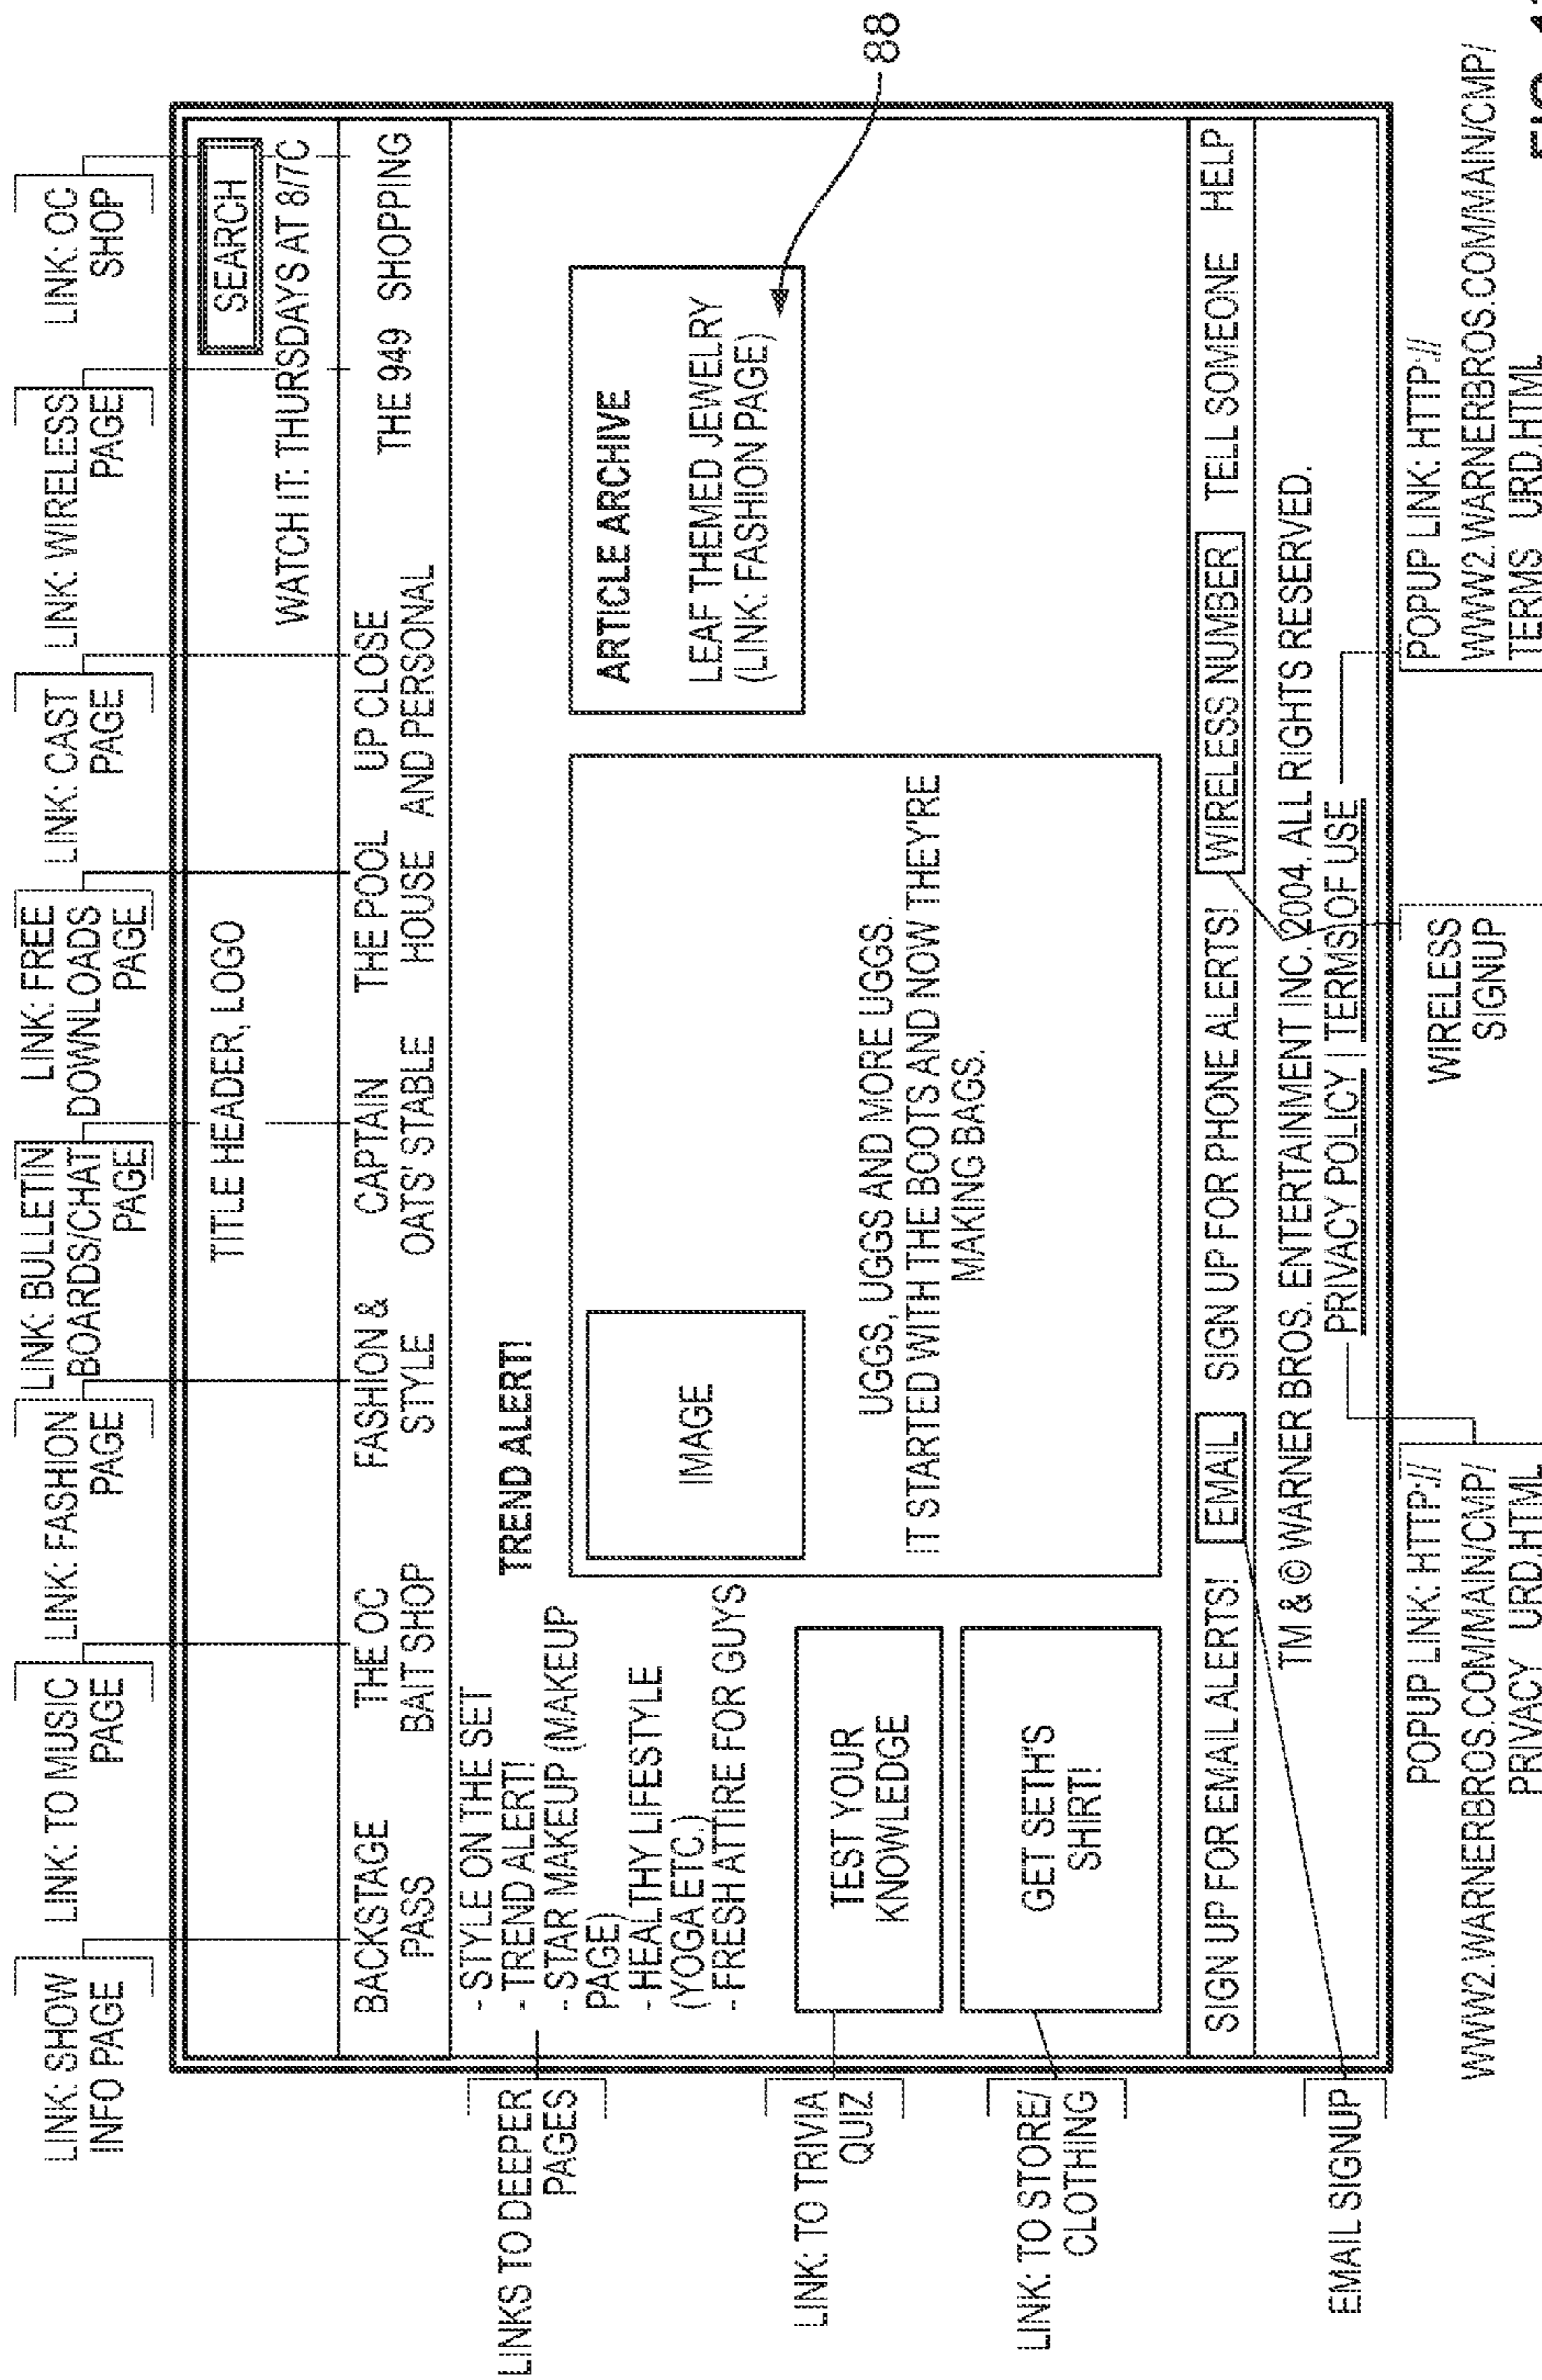 LINK: SHOW
INFO PAGE
LINK: TO MUSIC
PAGE
LINK: FASHION
PAGE
LINK: BULLETIN
BOARDS/CHAT
PAGE
LINK: FREE
DOWNLOADS
PAGE
LINK: CAST
PAGE
LINK: WIRELESS
PAGE
LINK: OC
SHOP
TITLE HEADER, LOGO
SEARCH
WATCH IT: THURSDAYS AT 8/7C
BACKSTAGE
PASS
THE OC
BAIT SHOP
FASHION &
STYLE
CAPTAIN
OATS' STABLE
THE POOL
HOUSE
UP CLOSE
AND PERSONAL
THE 949
SHOPPING
LINKS TO DEEPER
PAGES
- STYLE ON THE SET
- TREND ALERT!
- STAR MAKEUP (MAKEUP
PAGE)
- HEALTHY LIFESTYLE
(YOGA ETC.)
- FRESH ATTIRE FOR GUYS
TREND ALERT!
IMAGE
UGGS, UGGS AND MORE UGGS.
IT STARTED WITH THE BOOTS AND NOW THEY'RE
MAKING BAGS.
ARTICLE ARCHIVE
LEAF THEMED JEWELRY
(LINK: FASHION PAGE)
88
LINK: TO TRIVIA
QUIZ
TEST YOUR
KNOWLEDGE
LINK: TO STORE/
CLOTHING
GET SETH'S
SHIRT!
SIGN UP FOR EMAIL ALERTS! EMAIL SIGN UP FOR PHONE ALERTS! WIRELESS NUMBER TELL SOMEONE HELP
TM & © WARNER BROS. ENTERTAINMENT INC. 2004. ALL RIGHTS RESERVED.
PRIVACY POLICY | TERMS OF USE
EMAIL SIGNUP
POPUP LINK: HTTP://
WWW2.WARNERBROS.COM/MAIN/CMP/
PRIVACY URD.HTML
WIRELESS
SIGNUP
POPUP LINK: HTTP://
WWW2.WARNERBROS.COM/MAIN/CMP/
TERMS URD.HTML